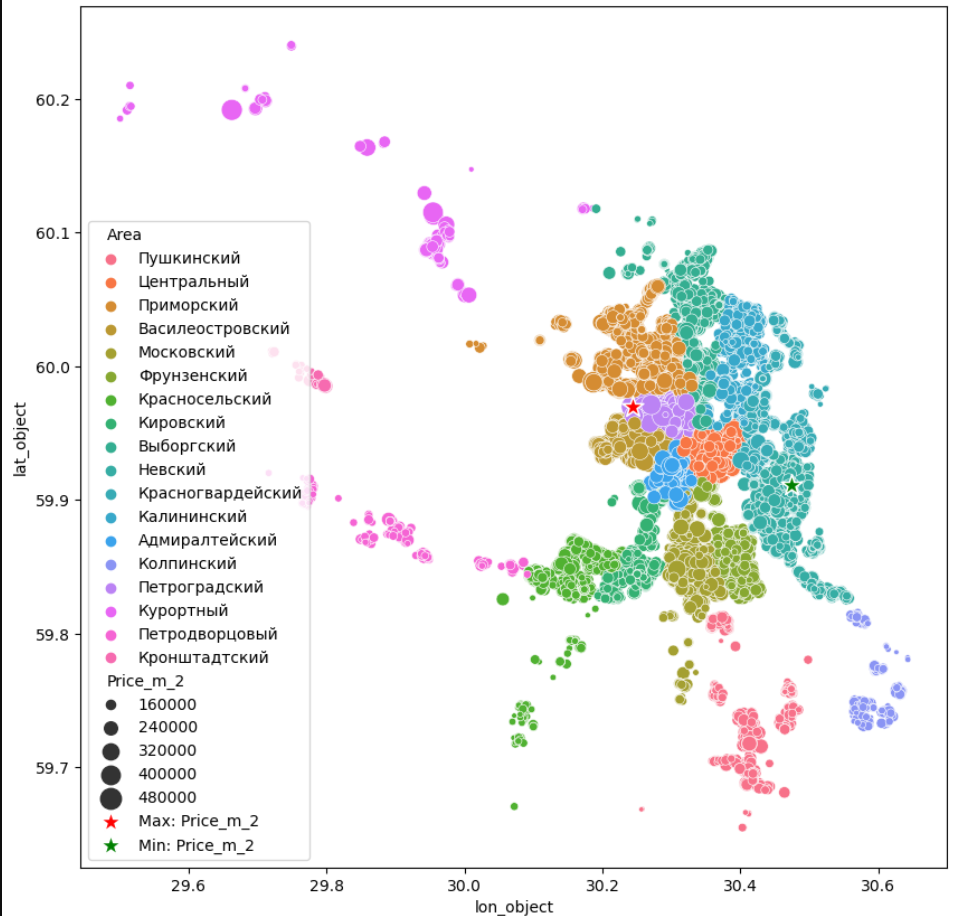 60.2
60.1
60.0
59.9
59.8
59.7
lat_object
Area
Пушкинский
Центральный
Приморский
Василеостровский
Московский
Фрунзенский
Красносельский
Кировский
Выборгский
Невский
Красногвардейский
Калининский
Адмиралтейский
Колпинский
Петроградский
Курортный
Петродворцовый
Кронштадтский
Price_m_2
160000
240000
320000
400000
480000
Max: Price_m_2
Min: Price_m_2
29.6 29.8 30.0 30.2 30.4 30.6
lon_object